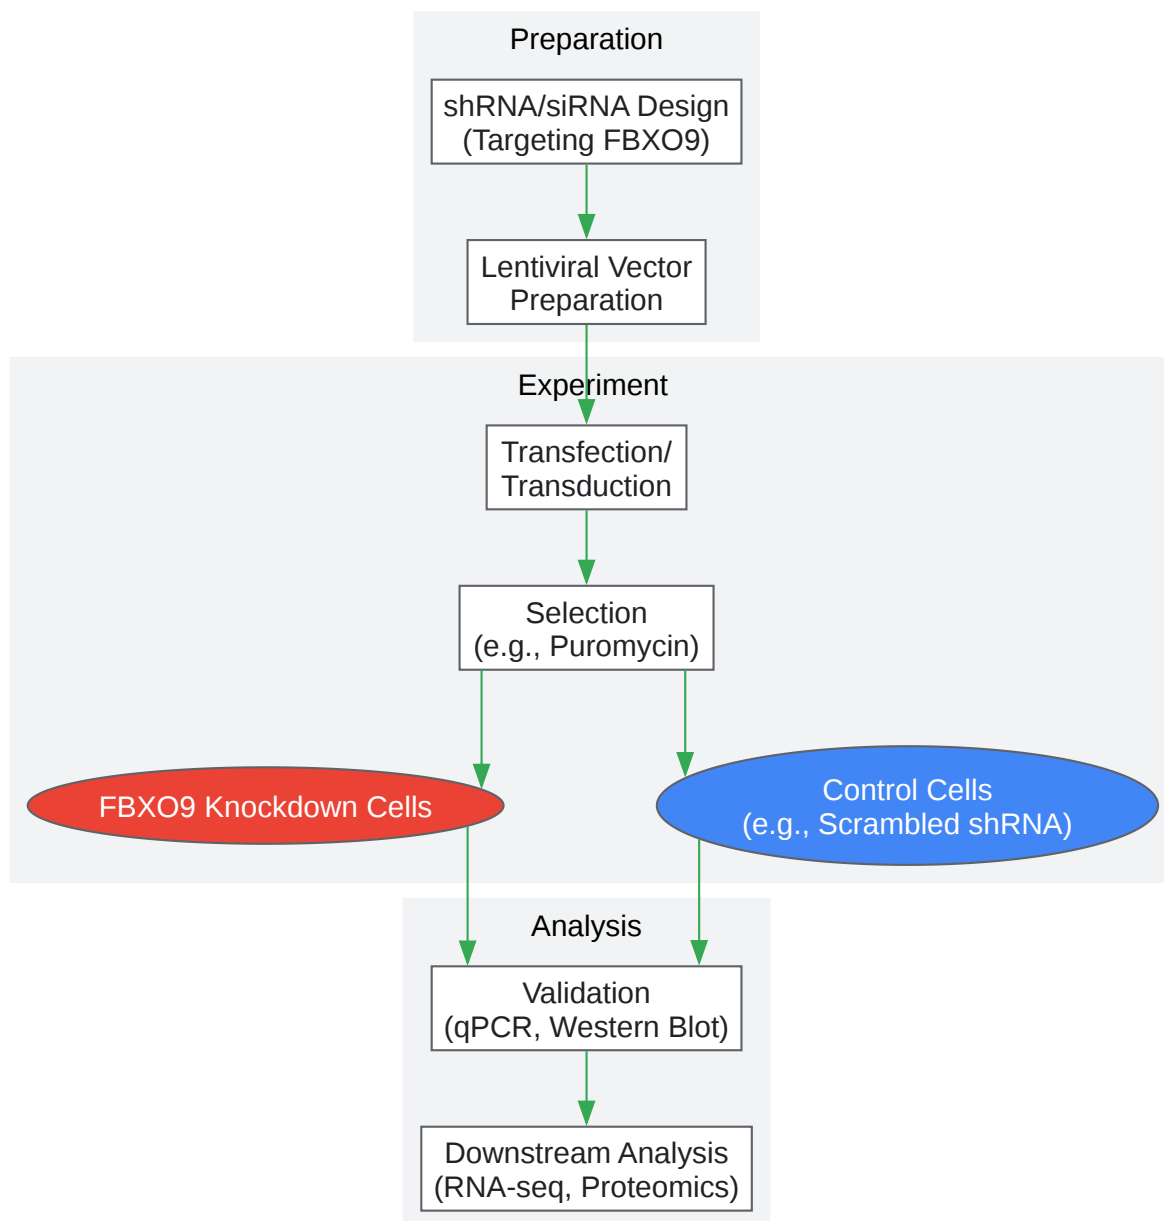 Preparation
shRNA/siRNA Design
(Targeting FBXO9)
Lentiviral Vector
Preparation
Experiment
Transfection/
Transduction
Selection
(e.g., Puromycin)
FBXO9 Knockdown Cells
Control Cells
(e.g., Scrambled shRNA)
Analysis
Validation
(qPCR, Western Blot)
Downstream Analysis
(RNA-seq, Proteomics)